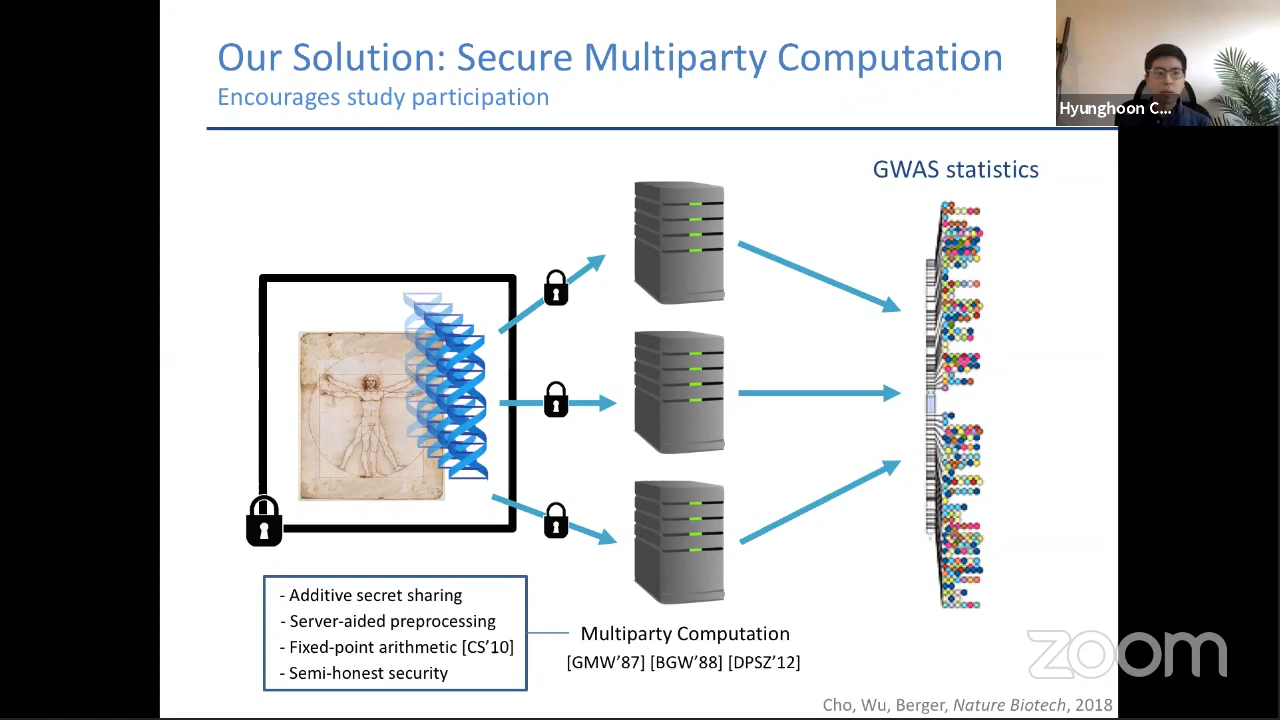 Our Solution: Secure Multiparty Computation
Encourages study participation
Hyunghoon C...
GWAS statistics
- Additive secret sharing
- Server-aided preprocessing
- Fixed-point arithmetic [CS'10]
- Semi-honest security
Multiparty Computation
[GMW'87] [BGW'88] [DPSZ'12]
zoom
Cho, Wu, Berger, Nature Biotech, 2018